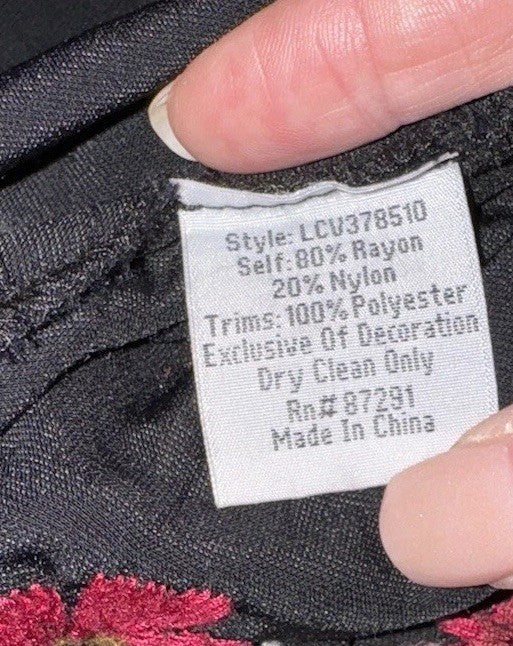 Style: LCV378510
Self: 80% Rayon
20% Nylon
Trims: 100% Polyester
Exclusive Of Decoration
Dry Clean Only
Rn# 87291
Made In China